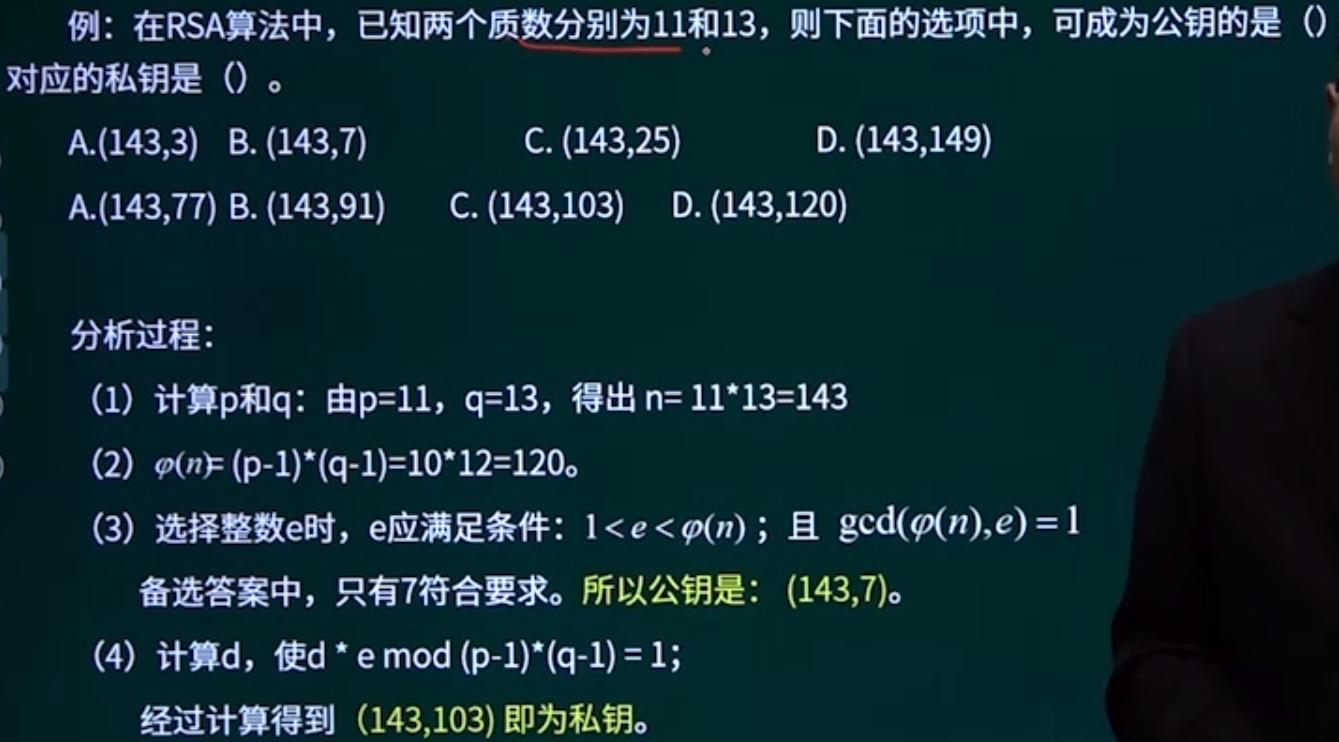 例：在RSA算法中，已知两个质数分别为11和13，则下面的选项中，可成为公钥的是（）
对应的私钥是（）。
A.(143,3) B. (143,7) C. (143,25) D. (143,149)
A.(143,77) B. (143,91) C. (143,103) D. (143,120)
分析过程：
（1）计算p和q：由p=11，q=13，得出 n= 11*13=143
（2）φ(n)= (p-1)*(q-1)=10*12=120。
（3）选择整数e时，e应满足条件：1<e<φ(n)；且 gcd(φ(n),e)=1
备选答案中，只有7符合要求。所以公钥是： (143,7)。
（4）计算d，使d * e mod (p-1)*(q-1) = 1；
经过计算得到（143,103) 即为私钥。